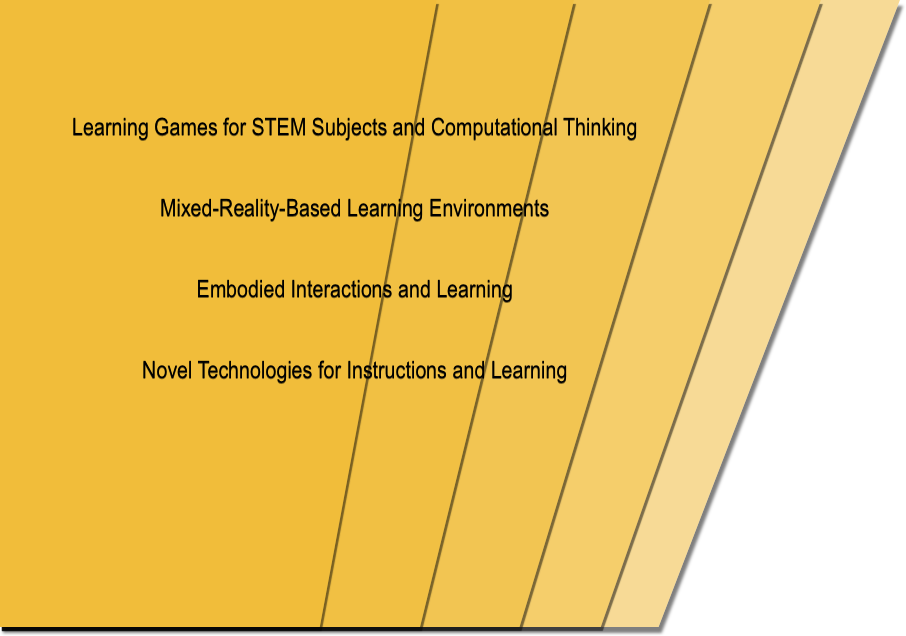 Learning Games for STEM Subjects and Computational Thinking
Mixed-Reality-Based Learning Environments
Embodied Interactions and Learning
Novel Technologies for Instructions and Learning